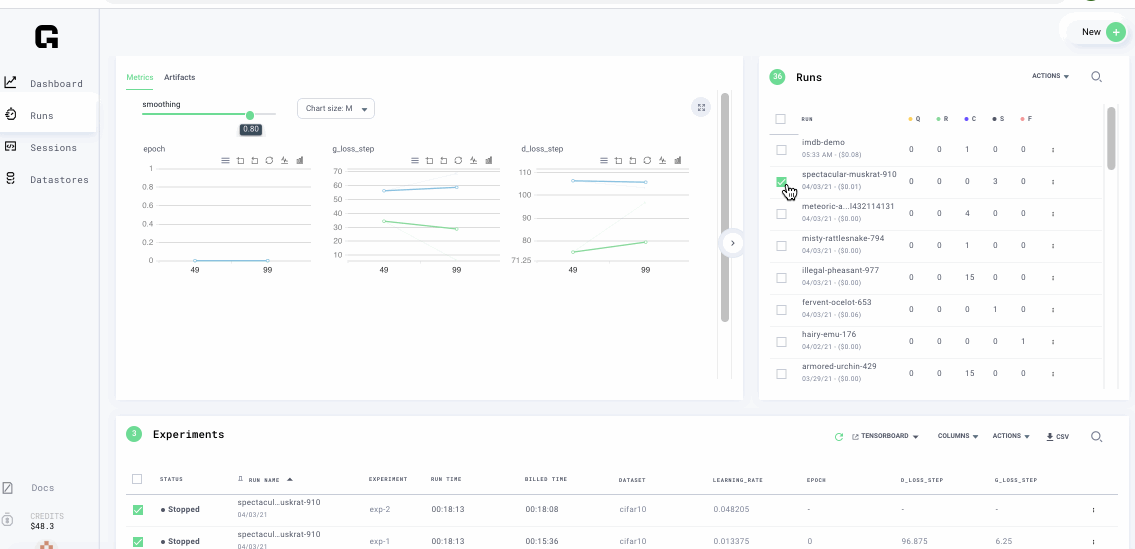 G
New +
Dashboard
Runs
Sessions
Datastores
Docs
CREDITS
$48.3
Metrics Artifacts
smoothing
0.80
Chart size: M
epoch
1
0.8
0.6
0.4
0.2
0
49 99
g_loss_step
70
60
50
40
30
20
10
49 99
d_loss_step
110
100
90
80
71.25
49 99
36 Runs ACTIONS
RUN Q R C S F
imdb-demo 0 0 1 0 0
05:33 AM - ($0.08)
spectacular-muskrat-910 0 0 0 3 0
04/03/21 - ($0.01)
meteoric-a...l432114131 0 0 4 0 0
04/03/21 - ($0.00)
misty-rattlesnake-794 0 0 1 0 0
04/03/21 - ($0.00)
illegal-pheasant-977 0 0 15 0 0
04/03/21 - ($0.00)
fervent-ocelot-653 0 0 0 1 0
04/03/21 - ($0.06)
hairy-emu-176 0 0 0 0 1
04/02/21 - ($0.00)
armored-urchin-429 0 0 15 0 0
03/29/21 - ($0.00)
3 Experiments TENSORBOARD COLUMNS ACTIONS CSV
STATUS RUN NAME EXPERIMENT RUN TIME BILLED TIME DATASET LEARNING_RATE EPOCH D_LOSS_STEP G_LOSS_STEP
Stopped spectacul...uskrat-910 exp-2 00:18:13 00:18:08 cifar10 0.048205 - - -
04/03/21
Stopped spectacul...uskrat-910 exp-1 00:18:13 00:15:36 cifar10 0.013375 0 96.875 6.25
04/03/21